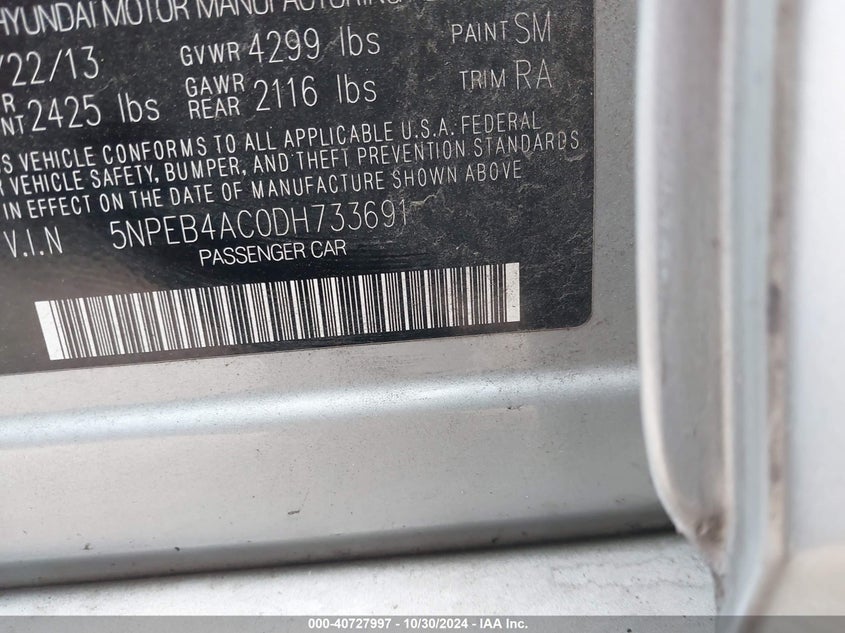 HYUNDAI MOTOR MANUFACTURING
/22/13 GVWR 4299 lbs PAINT SM
2425 lbs GAWR REAR 2116 lbs TRIM RA
VEHICLE CONFORMS TO ALL APPLICABLE U.S.A. FEDERAL
VEHICLE SAFETY, BUMPER, AND THEFT PREVENTION STANDARDS
IN EFFECT ON THE DATE OF MANUFACTURE SHOWN ABOVE
V.I.N 5NPEB4AC0DH733691
PASSENGER CAR
000-40727997 - 10/30/2024 - IAA Inc.